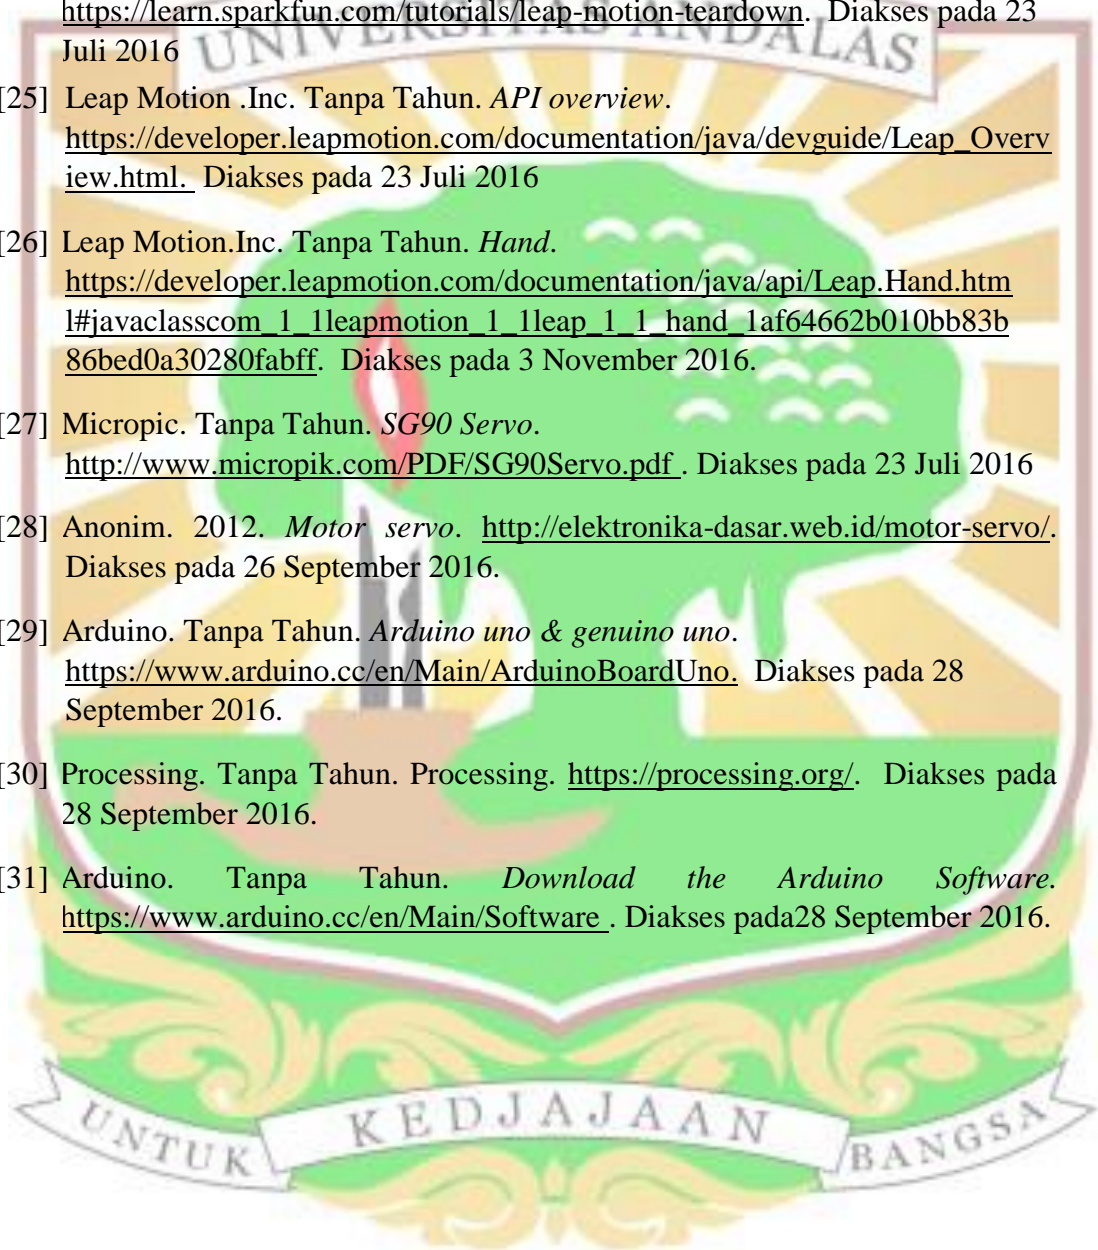 https://learn.sparkfun.com/tutorials/leap-motion-teardown. Diakses pada 23
UNIVERSITAS ANDALAS
Juli 2016
[25] Leap Motion .Inc. Tanpa Tahun. API overview.
https://developer.leapmotion.com/documentation/java/devguide/Leap_Overv
iew.html. Diakses pada 23 Juli 2016
[26] Leap Motion.Inc. Tanpa Tahun. Hand.
https://developer.leapmotion.com/documentation/java/api/Leap.Hand.htm
l#javaclasscom_1_1leapmotion_1_1leap_1_1_hand_1af64662b010bb83b
86bed0a30280fabff. Diakses pada 3 November 2016.
[27] Micropic. Tanpa Tahun. SG90 Servo.
http://www.micropik.com/PDF/SG90Servo.pdf . Diakses pada 23 Juli 2016
[28] Anonim. 2012. Motor servo. http://elektronika-dasar.web.id/motor-servo/.
Diakses pada 26 September 2016.
[29] Arduino. Tanpa Tahun. Arduino uno & genuino uno.
https://www.arduino.cc/en/Main/ArduinoBoardUno. Diakses pada 28
September 2016.
[30] Processing. Tanpa Tahun. Processing. https://processing.org/. Diakses pada
28 September 2016.
[31] Arduino. Tanpa Tahun. Download the Arduino Software.
https://www.arduino.cc/en/Main/Software . Diakses pada28 September 2016.
UNTUK KEDJAJAAN BANGSA